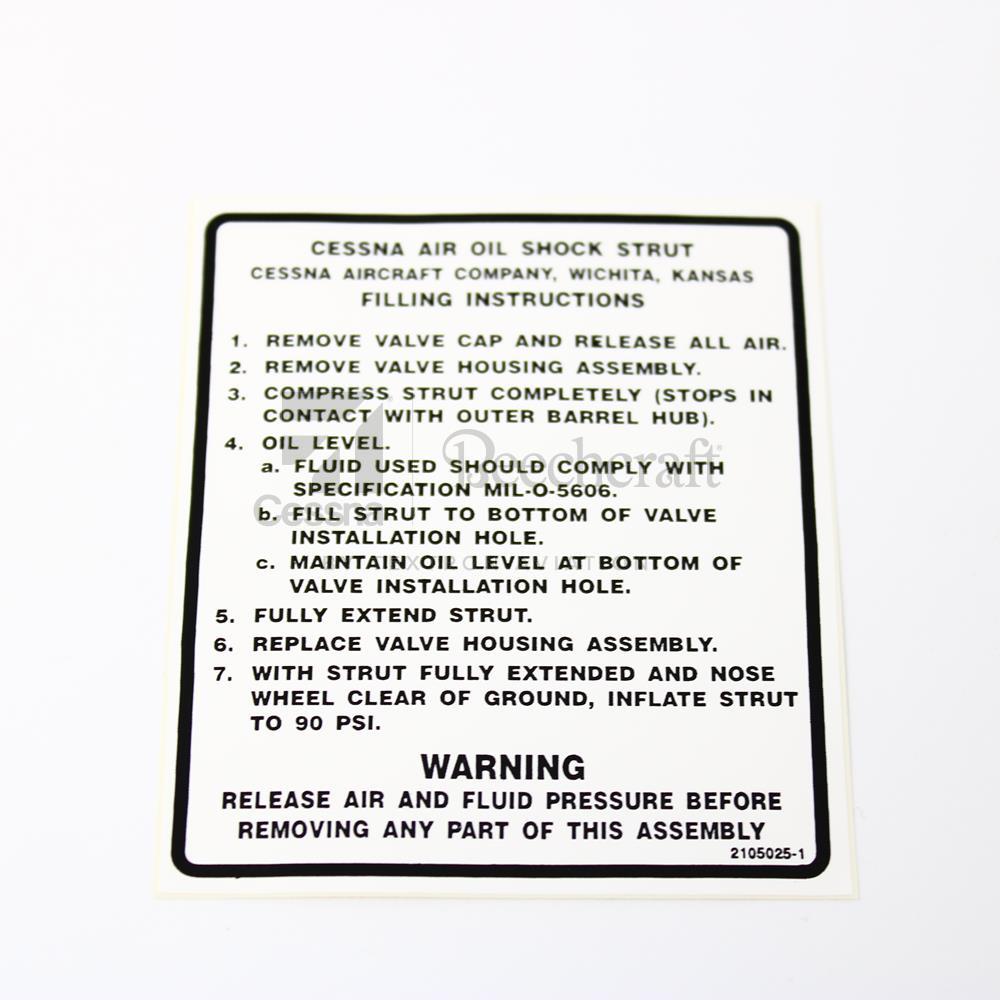 CESSNA AIR OIL SHOCK STRUT
CESSNA AIRCRAFT COMPANY, WICHITA, KANSAS
FILLING INSTRUCTIONS
1. REMOVE VALVE CAP AND RELEASE ALL AIR.
2. REMOVE VALVE HOUSING ASSEMBLY.
3. COMPRESS STRUT COMPLETELY (STOPS IN
CONTACT WITH OUTER BARREL HUB).
4. OIL LEVEL.
a. FLUID USED SHOULD COMPLY WITH
SPECIFICATION MIL-O-5606.
b. FILL STRUT TO BOTTOM OF VALVE
INSTALLATION HOLE.
c. MAINTAIN OIL LEVEL AT BOTTOM OF
VALVE INSTALLATION HOLE.
5. FULLY EXTEND STRUT.
6. REPLACE VALVE HOUSING ASSEMBLY.
7. WITH STRUT FULLY EXTENDED AND NOSE
WHEEL CLEAR OF GROUND, INFLATE STRUT
TO 90 PSI.
WARNING
RELEASE AIR AND FLUID PRESSURE BEFORE
REMOVING ANY PART OF THIS ASSEMBLY
2105025-1
Cessna
Beechcraft®
BY TEXTRON AVIATION